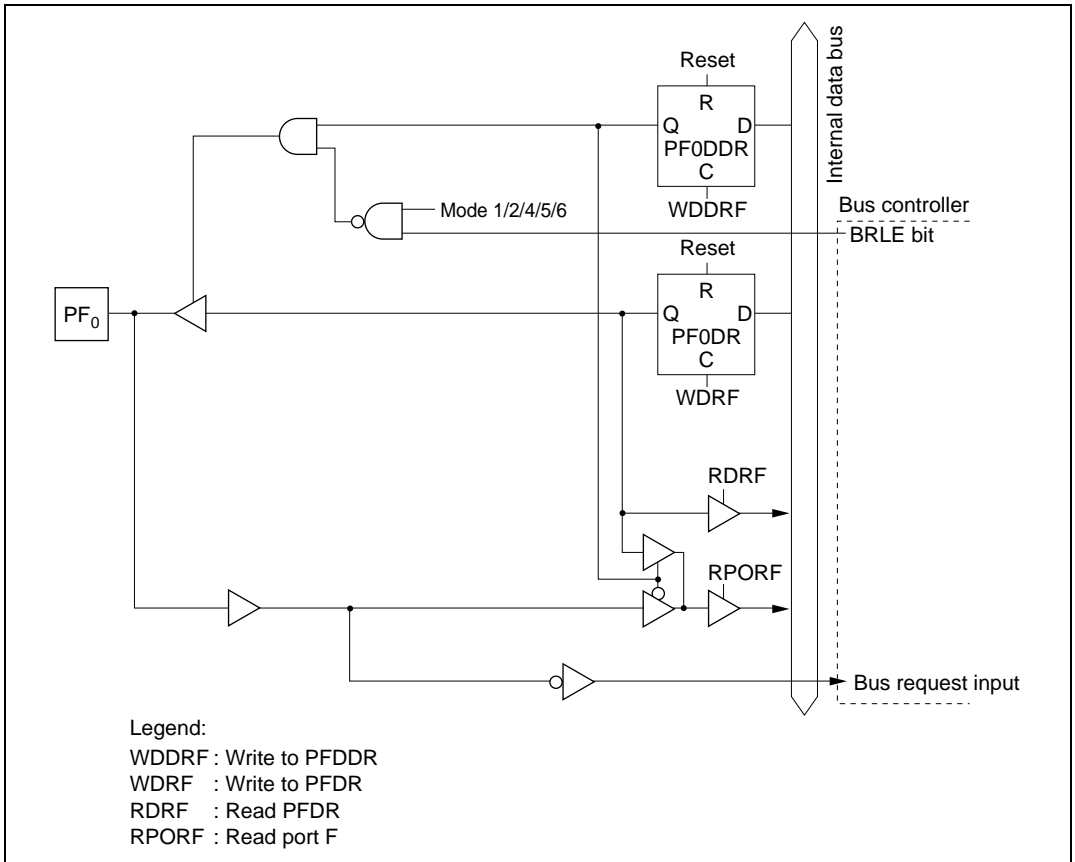 Reset
R
Q D
PF0DDR
C
WDDRF
Internal data bus
Mode 1/2/4/5/6
Bus controller
BRLE bit
Reset
R
Q D
PF0DR
C
WDRF
PF0
RDRF
RPORF
Bus request input
Legend:
WDDRF : Write to PFDDR
WDRF : Write to PFDR
RDRF : Read PFDR
RPORF : Read port F